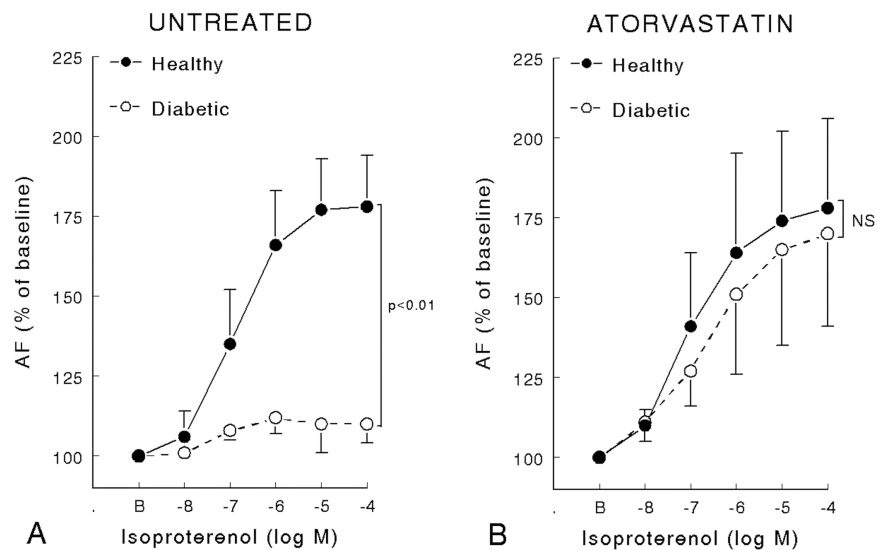 UNTREATED
225
Healthy
Diabetic
200
175
150
125
100
AF (% of baseline)
p<0.01
. B -8 -7 -6 -5 -4
A Isoproterenol (log M)
ATORVASTATIN
225
Healthy
Diabetic
200
175
150
125
100
AF (% of baseline)
NS
. B -8 -7 -6 -5 -4
B Isoproterenol (log M)